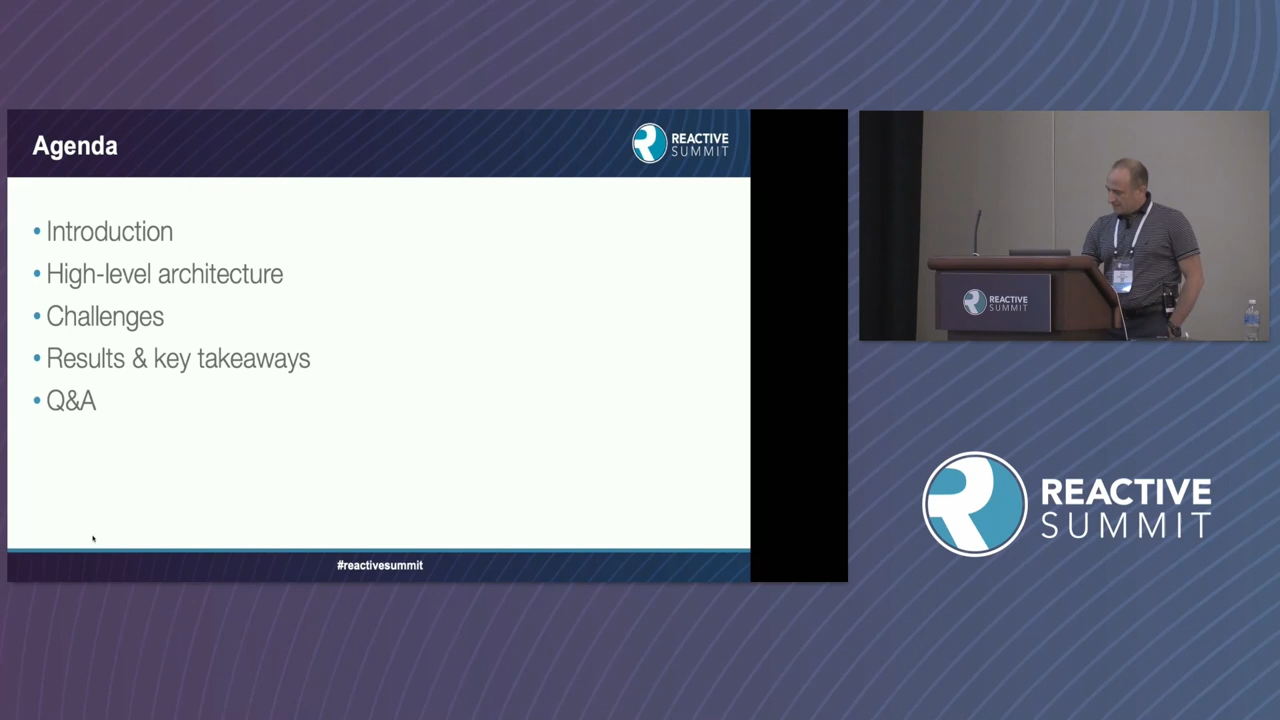 Agenda
REACTIVE
SUMMIT
• Introduction
• High-level architecture
• Challenges
• Results & key takeaways
• Q&A
#reactivesummit
REACTIVE
SUMMIT
REACTIVE
SUMMIT